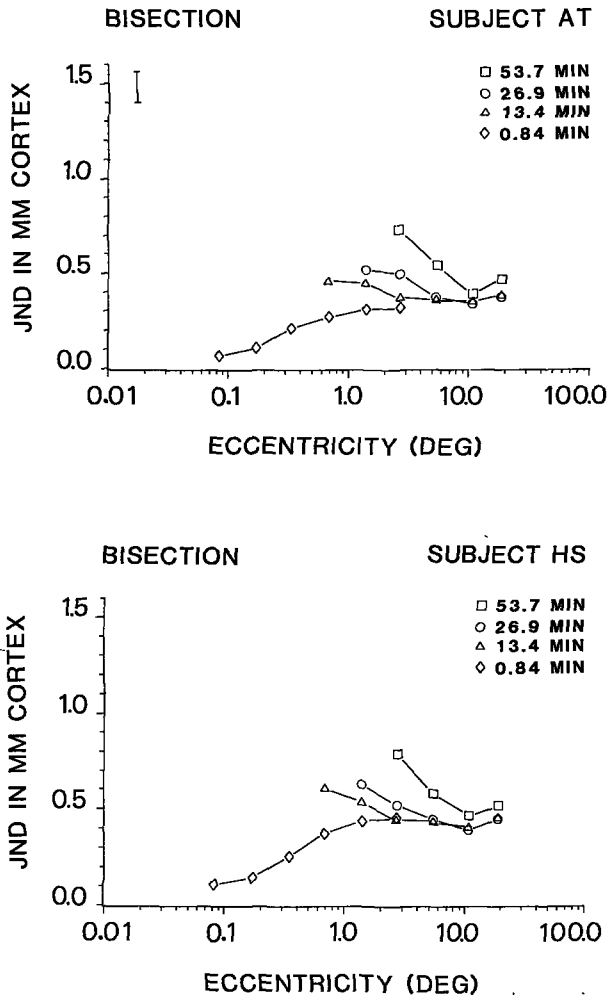 BISECTION SUBJECT AT
□ 53.7 MIN
○ 26.9 MIN
△ 13.4 MIN
◇ 0.84 MIN
JND IN MM CORTEX
1.5
1.0
0.5
0.0
0.01 0.1 1.0 10.0 100.0
ECCENTRICITY (DEG)
BISECTION SUBJECT HS
□ 53.7 MIN
○ 26.9 MIN
△ 13.4 MIN
◇ 0.84 MIN
JND IN MM CORTEX
1.5
1.0
0.5
0.0
0.01 0.1 1.0 10.0 100.0
ECCENTRICITY (DEG)